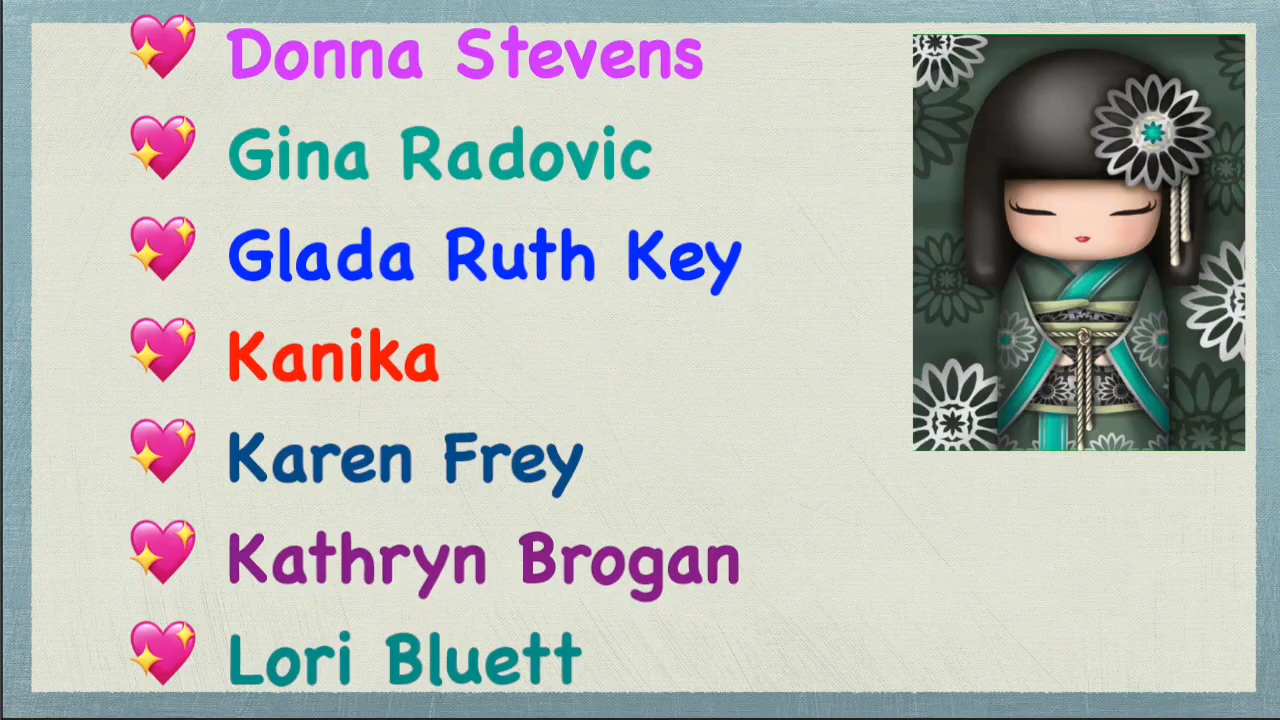 Donna Stevens
Gina Radovic
Glada Ruth Key
Kanika
Karen Frey
Kathryn Brogan
Lori Bluett